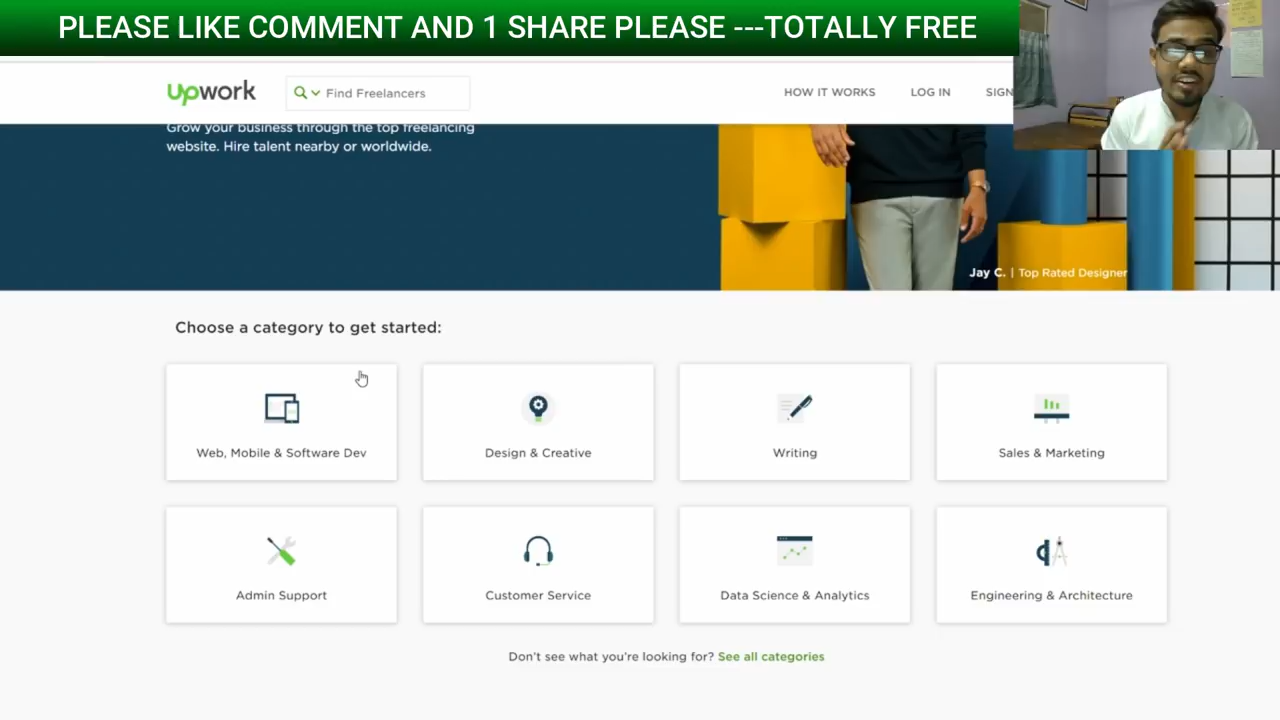 PLEASE LIKE COMMENT AND 1 SHARE PLEASE ---TOTALLY FREE
Upwork
Find Freelancers
HOW IT WORKS
LOG IN
SIGN
Grow your business through the top freelancing
website. Hire talent nearby or worldwide.
Jay C. | Top Rated Designer
Choose a category to get started:
Web, Mobile & Software Dev
Design & Creative
Writing
Sales & Marketing
Admin Support
Customer Service
Data Science & Analytics
Engineering & Architecture
Don't see what you're looking for? See all categories